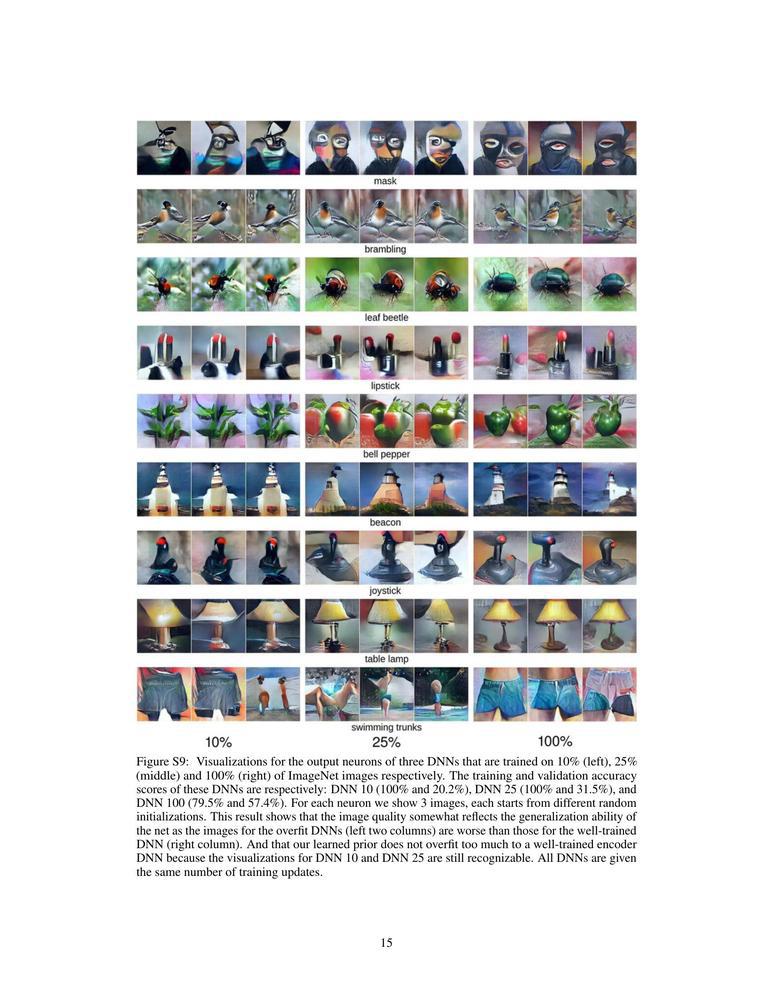 mask
brambling
leaf beetle
lipstick
bell pepper
beacon
joystick
table lamp
swimming trunks
10% 25% 100%
Figure S9: Visualizations for the output neurons of three DNNs that are trained on 10% (left), 25%
(middle) and 100% (right) of ImageNet images respectively. The training and validation accuracy
scores of these DNNs are respectively: DNN 10 (100% and 20.2%), DNN 25 (100% and 31.5%), and
DNN 100 (79.5% and 57.4%). For each neuron we show 3 images, each starts from different random
initializations. This result shows that the image quality somewhat reflects the generalization ability of
the net as the images for the overfit DNNs (left two columns) are worse than those for the well-trained
DNN (right column). And that our learned prior does not overfit too much to a well-trained encoder
DNN because the visualizations for DNN 10 and DNN 25 are still recognizable. All DNNs are given
the same number of training updates.
15